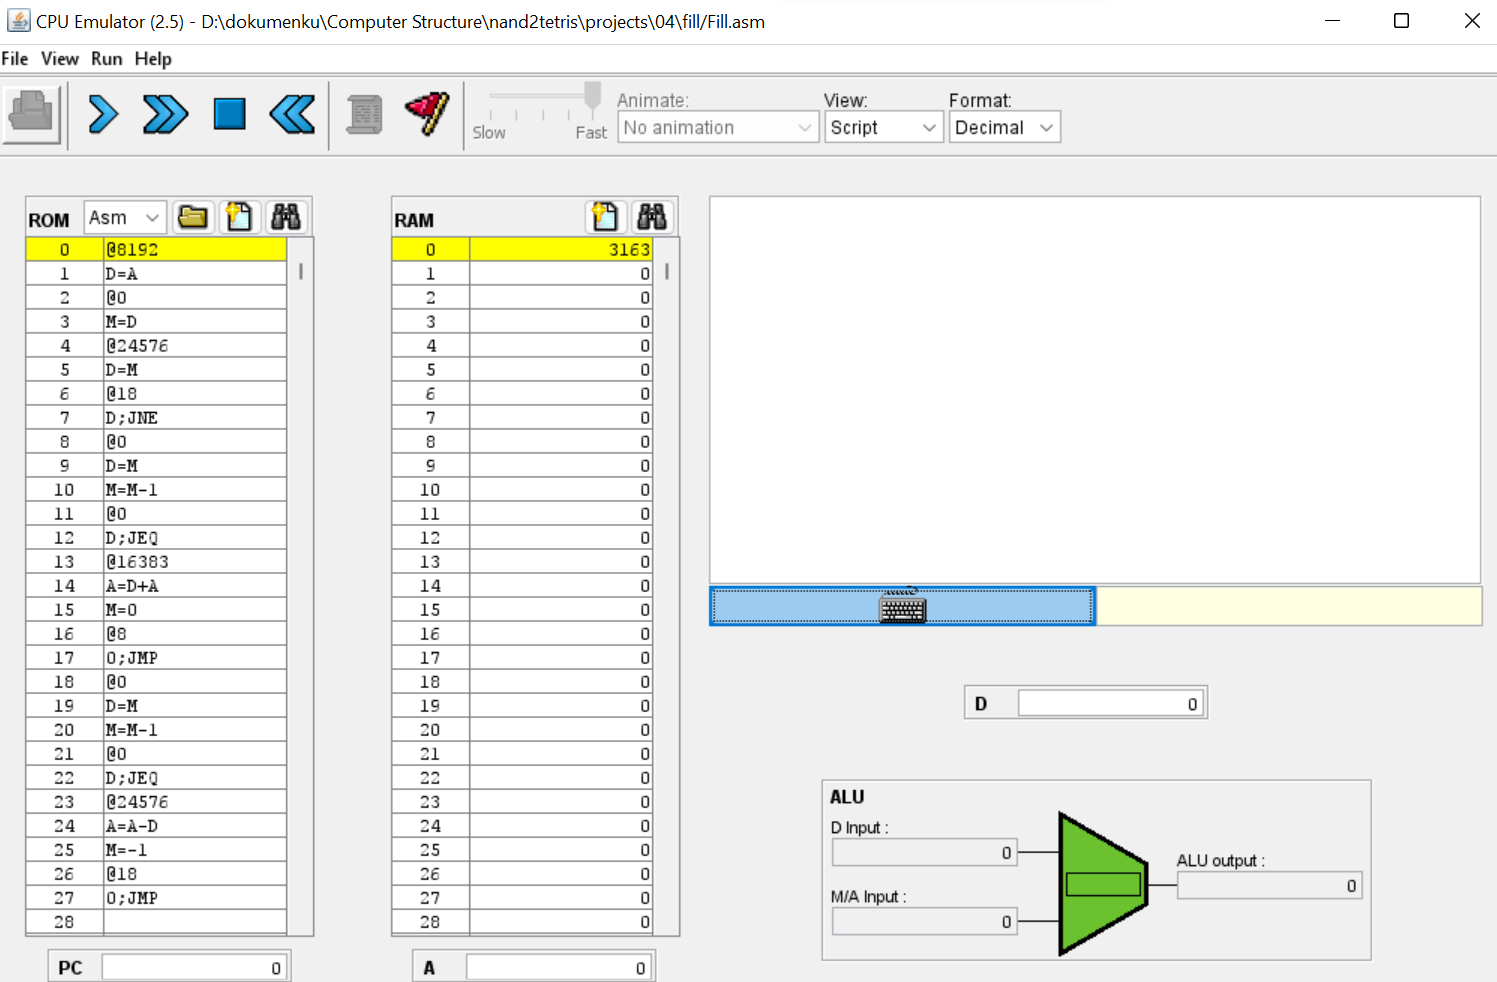 CPU Emulator (2.5) - D:\dokumenku\Computer Structure\nand2tetris\projects\04\fill/Fill.asm
File View Run Help
Animate: View: Format:
Slow Fast No animation Script Decimal
ROM Asm RAM
0 @8192 0 3163
1 D=A 1 0
2 @0 2 0
3 M=D 3 0
4 @24576 4 0
5 D=M 5 0
6 @18 6 0
7 D;JNE 7 0
8 @0 8 0
9 D=M 9 0
10 M=M-1 10 0
11 @0 11 0
12 D;JEQ 12 0
13 @16383 13 0
14 A=D+A 14 0
15 M=0 15 0
16 @8 16 0
17 0;JMP 17 0
18 @0 18 0
19 D=M 19 0
20 M=M-1 20 0
21 @0 21 0
22 D;JEQ 22 0
23 @24576 23 0
24 A=A-D 24 0
25 M=-1 25 0
26 @18 26 0
27 0;JMP 27 0
28 28 0
PC 0 A 0
D 0
ALU
D Input :
0
M/A Input :
0
ALU output :
0